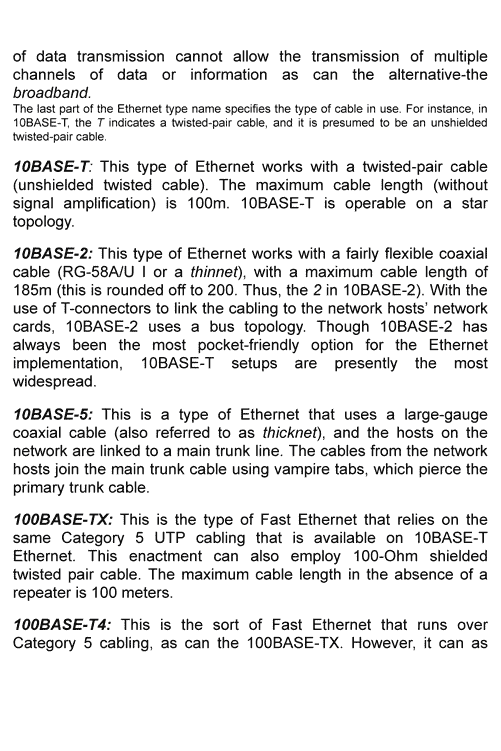 of data transmission cannot allow the transmission of multiple
channels of data or information as can the alternative-the
broadband.
The last part of the Ethernet type name specifies the type of cable in use. For instance, in
10BASE-T, the T indicates a twisted-pair cable, and it is presumed to be an unshielded
twisted-pair cable.
10BASE-T: This type of Ethernet works with a twisted-pair cable
(unshielded twisted cable). The maximum cable length (without
signal amplification) is 100m. 10BASE-T is operable on a star
topology.
10BASE-2: This type of Ethernet works with a fairly flexible coaxial
cable (RG-58A/U I or a thinnet), with a maximum cable length of
185m (this is rounded off to 200. Thus, the 2 in 10BASE-2). With the
use of T-connectors to link the cabling to the network hosts' network
cards, 10BASE-2 uses a bus topology. Though 10BASE-2 has
always been the most pocket-friendly option for the Ethernet
implementation, 10BASE-T setups are presently the most
widespread.
10BASE-5: This is a type of Ethernet that uses a large-gauge
coaxial cable (also referred to as thicknet), and the hosts on the
network are linked to a main trunk line. The cables from the network
hosts join the main trunk cable using vampire tabs, which pierce the
primary trunk cable.
100BASE-TX: This is the type of Fast Ethernet that relies on the
same Category 5 UTP cabling that is available on 10BASE-T
Ethernet. This enactment can also employ 100-Ohm shielded
twisted pair cable. The maximum cable length in the absence of a
repeater is 100 meters.
100BASE-T4: This is the sort of Fast Ethernet that runs over
Category 5 cabling, as can the 100BASE-TX. However, it can as